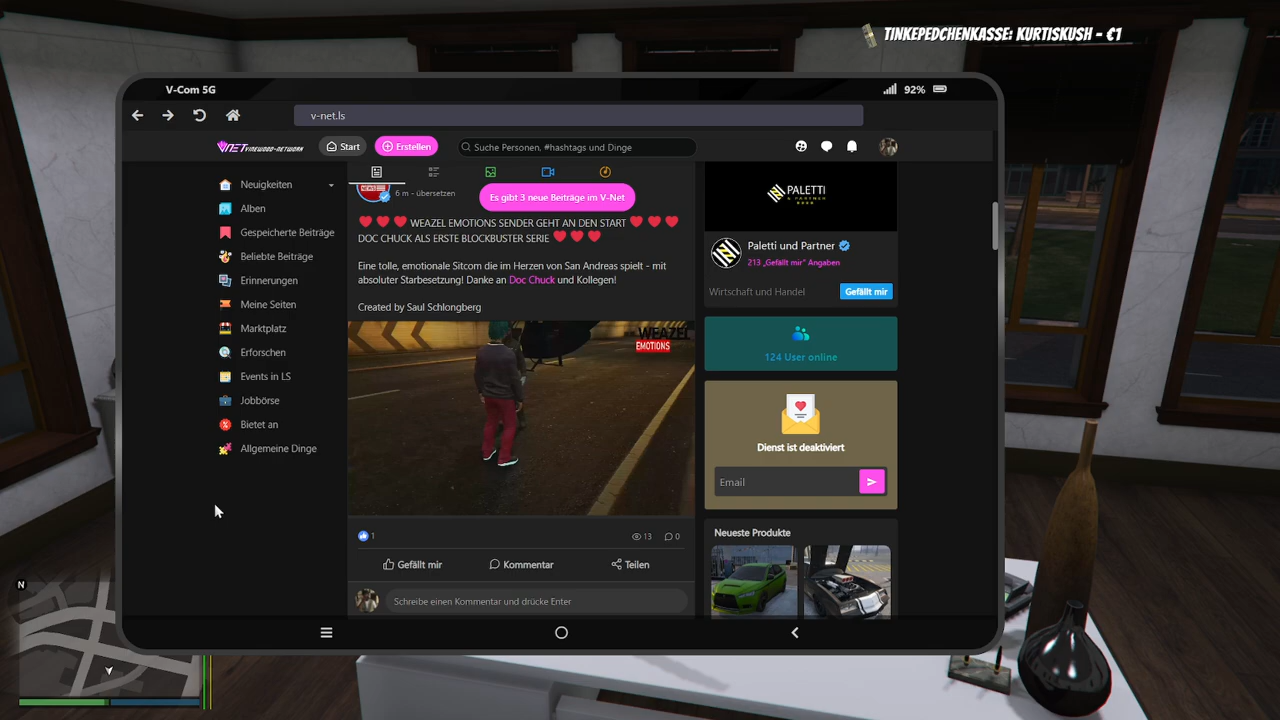 TINKEPEDCHENKASSE: KURTISKUSH - €1
V-Com 5G
92%
v-net.ls
VNET VINEWOOD-NETWORK
Start
Erstellen
Suche Personen, #hashtags und Dinge
Neuigkeiten
Alben
Gespeicherte Beiträge
Beliebte Beiträge
Erinnerungen
Meine Seiten
Marktplatz
Erforschen
Events in LS
Jobbörse
Bietet an
Allgemeine Dinge
NEWS
6 m - übersetzen
Es gibt 3 neue Beiträge im V-Net
❤️ ❤️ ❤️ WEAZEL EMOTIONS SENDER GEHT AN DEN START ❤️ ❤️ ❤️
DOC CHUCK ALS ERSTE BLOCKBUSTER SERIE ❤️ ❤️ ❤️
Eine tolle, emotionale Sitcom die im Herzen von San Andreas spielt - mit
absoluter Starbesetzung! Danke an Doc Chuck und Kollegen!
Created by Saul Schlongberg
WEAZEL
EMOTIONS
1
13
0
Gefällt mir
Kommentar
Teilen
Schreibe einen Kommentar und drücke Enter
PALETTI
& PARTNER
Paletti und Partner
213 „Gefällt mir" Angaben
Wirtschaft und Handel
Gefällt mir
124 User online
Dienst ist deaktiviert
Email
Neueste Produkte
N